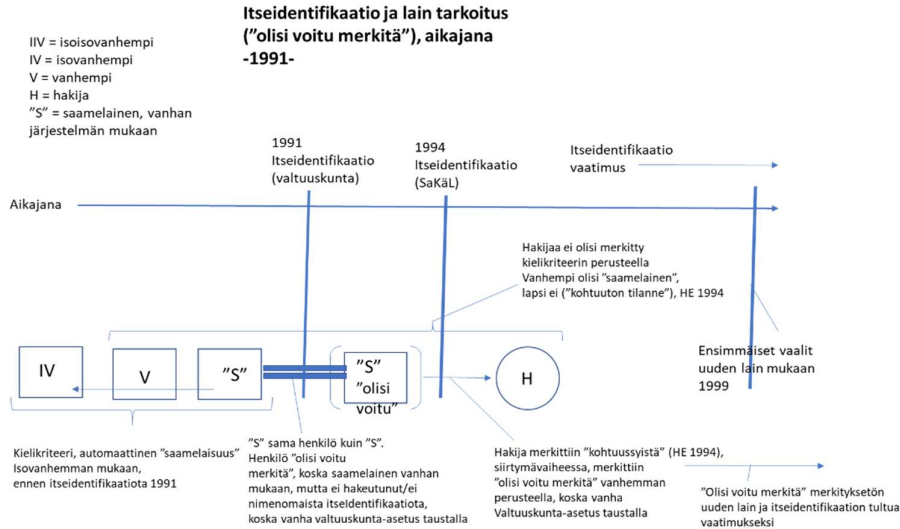 Itseidentifikaatio ja lain tarkoitus
("olisi voitu merkitä"), aikajana
-1991-
IIV = isoisovanhempi
IV = isovanhempi
V = vanhempi
H = hakija
"S" = saamelainen, vanhan
järjestelmän mukaan
1991
Itseidentifikaatio
(valtuuskunta)
1994
Itseidentifikaatio
(SaKäL)
Itseidentifikaatio
vaatimus
Aikajana
Hakijaa ei olisi merkitty
kielikriteerin perusteella
Vanhempi olisi "saamelainen",
lapsi ei ("kohtuuton tilanne"), HE 1994
Ensimmäiset vaalit
uuden lain mukaan
1999
IV
V
"S"
"S"
"olisi
voitu"
H
Kielikriteeri, automaattinen "saamelaisuus"
Isovanhemman mukaan,
ennen itseidentifikaatiota 1991
"S" sama henkilö kuin "S".
Henkilö "olisi voitu
merkitä", koska saamelainen vanhan
mukaan, mutta ei hakeutunut/ei
nimenomaista itseldentifikaatiota,
koska vanha valtuuskunta-asetus taustalla
Hakija merkittiin "kohtuussyistä" (HE 1994),
siirtymävaiheessa, merkittiin
"olisi voitu merkitä" vanhemman
perusteella, koska vanha
Valtuuskunta-asetus taustalla
"Olisi voitu merkitä" merkityksetön
uuden lain ja itseidentifikaation tultua
vaatimukseksi